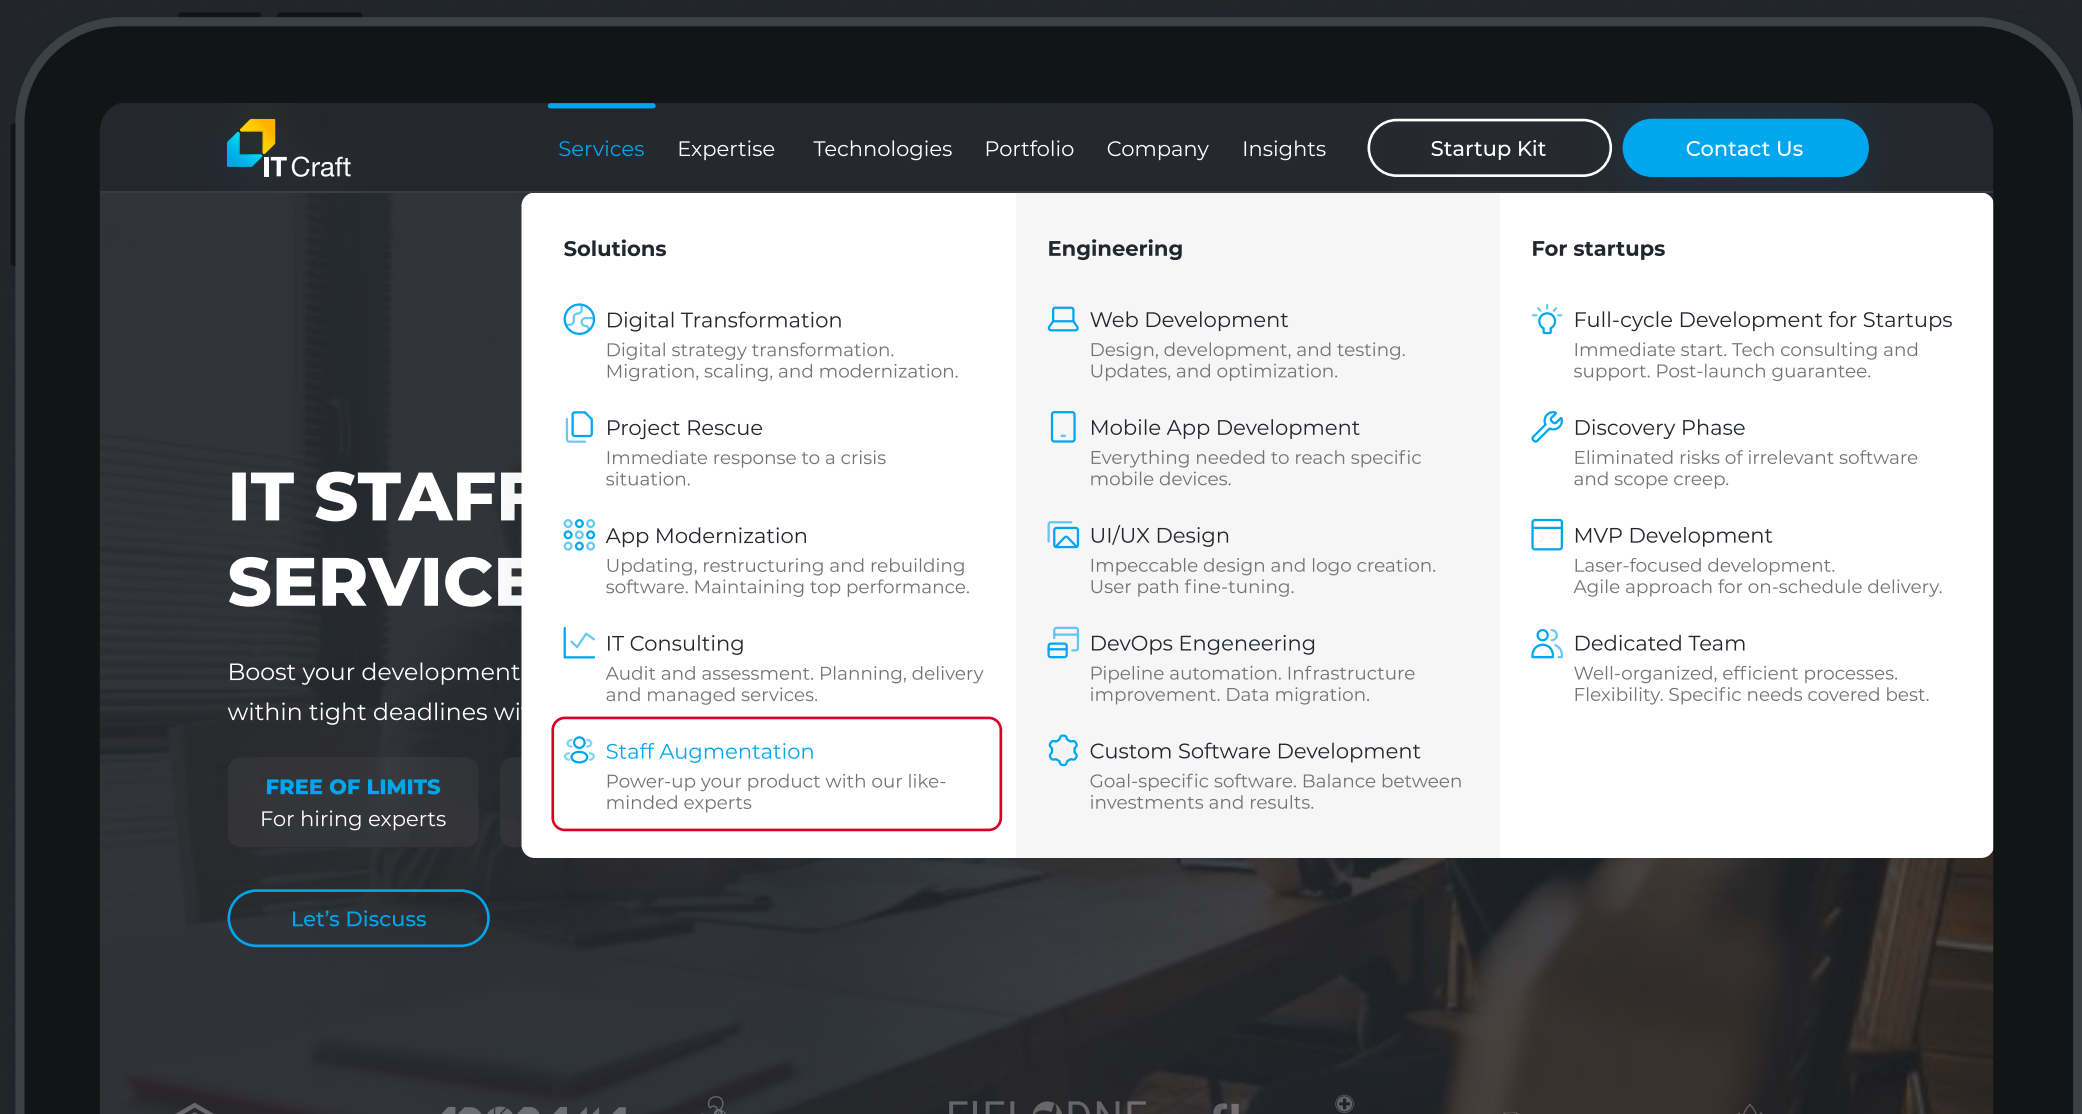 IT Craft
Services
Expertise
Technologies
Portfolio
Company
Insights
Startup Kit
Contact Us
IT STAFF
SERVICE
Boost your development
within tight deadlines wi
FREE OF LIMITS
For hiring experts
Let's Discuss
Solutions
Digital Transformation
Digital strategy transformation.
Migration, scaling, and modernization.
Project Rescue
Immediate response to a crisis
situation.
App Modernization
Updating, restructuring and rebuilding
software. Maintaining top performance.
IT Consulting
Audit and assessment. Planning, delivery
and managed services.
Staff Augmentation
Power-up your product with our like-
minded experts
Engineering
Web Development
Design, development, and testing.
Updates, and optimization.
Mobile App Development
Everything needed to reach specific
mobile devices.
UI/UX Design
Impeccable design and logo creation.
User path fine-tuning.
DevOps Engeneering
Pipeline automation. Infrastructure
improvement. Data migration.
Custom Software Development
Goal-specific software. Balance between
investments and results.
For startups
Full-cycle Development for Startups
Immediate start. Tech consulting and
support. Post-launch guarantee.
Discovery Phase
Eliminated risks of irrelevant software
and scope creep.
MVP Development
Laser-focused development.
Agile approach for on-schedule delivery.
Dedicated Team
Well-organized, efficient processes.
Flexibility. Specific needs covered best.